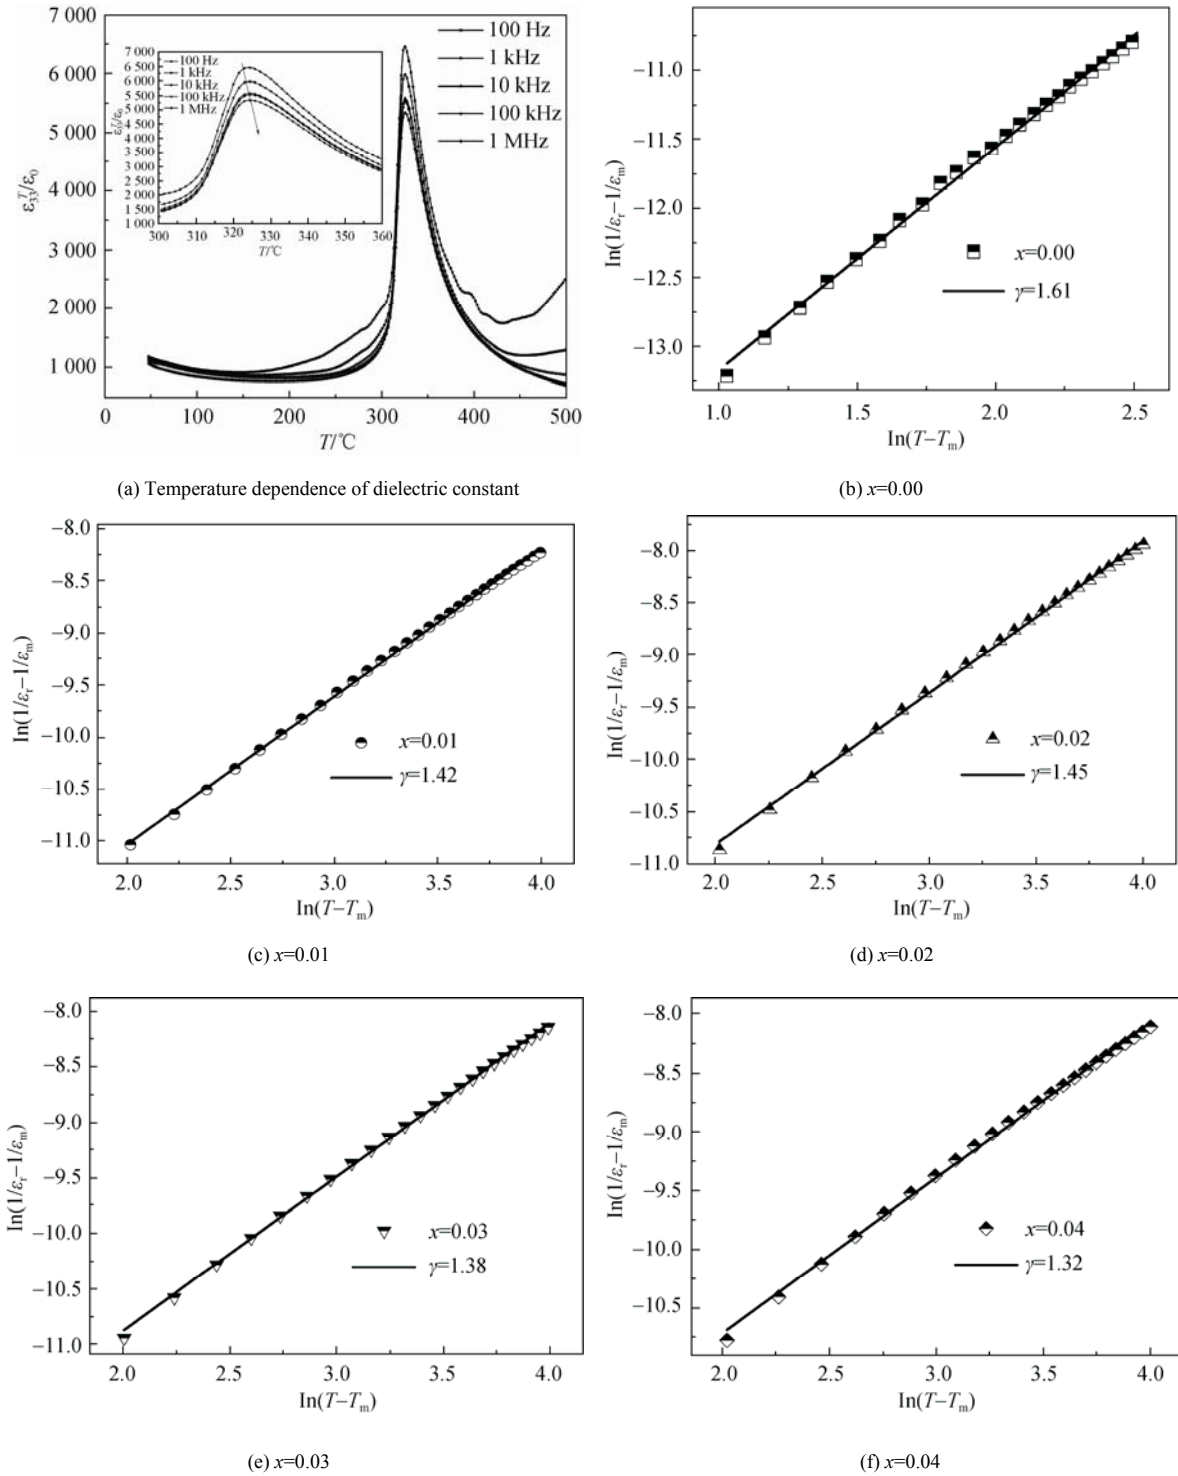 7 000
6 000
5 000
4 000
3 000
2 000
1 000
ε₃₃ᵀ/ε₀
0
100
200
300
400
500
T/℃
100 Hz
1 kHz
10 kHz
100 kHz
1 MHz
7 000
6 500
6 000
5 500
5 000
4 500
4 000
3 500
3 000
2 500
2 000
1 500
1 000
300
310
320
330
340
350
360
T/℃
100 Hz
1 kHz
10 kHz
100 kHz
1 MHz
(a) Temperature dependence of dielectric constant
−11.0
−11.5
−12.0
−12.5
−13.0
ln(1/εᵣ−1/εₘ)
x=0.00
γ=1.61
1.0
1.5
2.0
2.5
ln(T−Tₘ)
(b) x=0.00
−8.0
−8.5
−9.0
−9.5
−10.0
−10.5
−11.0
ln(1/εᵣ−1/εₘ)
x=0.01
γ=1.42
2.0
2.5
3.0
3.5
4.0
ln(T−Tₘ)
(c) x=0.01
−8.0
−8.5
−9.0
−9.5
−10.0
−10.5
−11.0
ln(1/εᵣ−1/εₘ)
x=0.02
γ=1.45
2.0
2.5
3.0
3.5
4.0
ln(T−Tₘ)
(d) x=0.02
−8.0
−8.5
−9.0
−9.5
−10.0
−10.5
−11.0
ln(1/εᵣ−1/εₘ)
x=0.03
γ=1.38
2.0
2.5
3.0
3.5
4.0
ln(T−Tₘ)
(e) x=0.03
−8.0
−8.5
−9.0
−9.5
−10.0
−10.5
ln(1/εᵣ−1/εₘ)
x=0.04
γ=1.32
2.0
2.5
3.0
3.5
4.0
ln(T−Tₘ)
(f) x=0.04